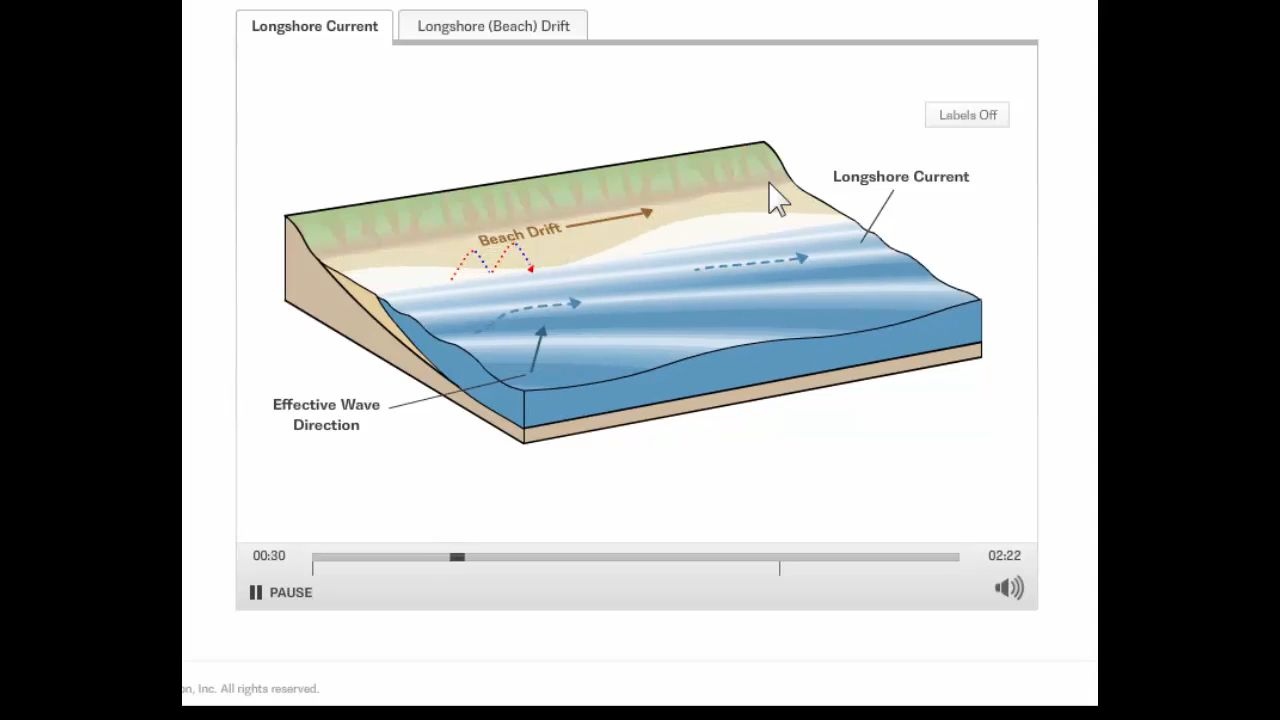 Longshore Current
Longshore (Beach) Drift
Labels Off
Longshore Current
Beach Drift
Effective Wave
Direction
00:30
02:22
PAUSE
on, Inc. All rights reserved.